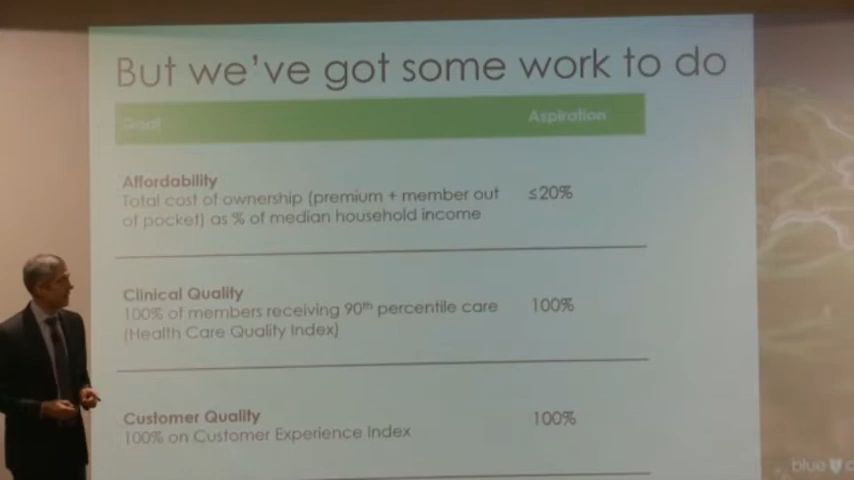 But we've got some work to do
Goal Aspiration
Affordability
Total cost of ownership (premium + member out ≤20%
of pocket) as % of median household income
Clinical Quality
100% of members receiving 90th percentile care 100%
(Health Care Quality Index)
Customer Quality 100%
100% on Customer Experience Index
blue